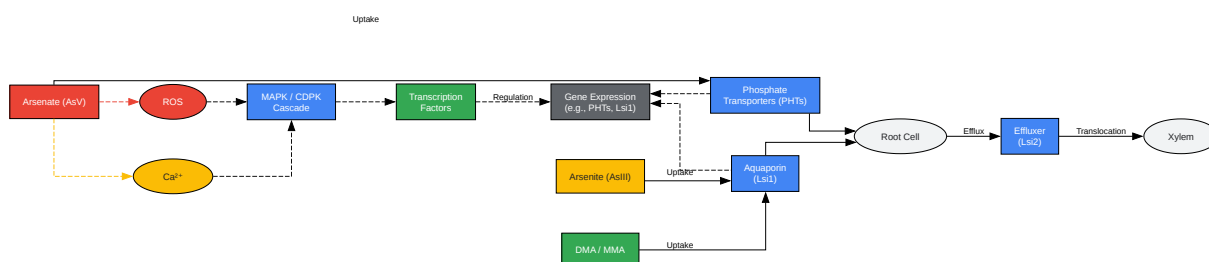 Uptake
Arsenate (AsV)
ROS
MAPK / CDPK
Cascade
Transcription
Factors
Regulation
Gene Expression
(e.g., PHTs, Lsi1)
Phosphate
Transporters (PHTs)
Root Cell
Efflux
Effluxer
(Lsi2)
Translocation
Xylem
Ca²⁺
Arsenite (AsIII)
Uptake
Aquaporin
(Lsi1)
DMA / MMA
Uptake